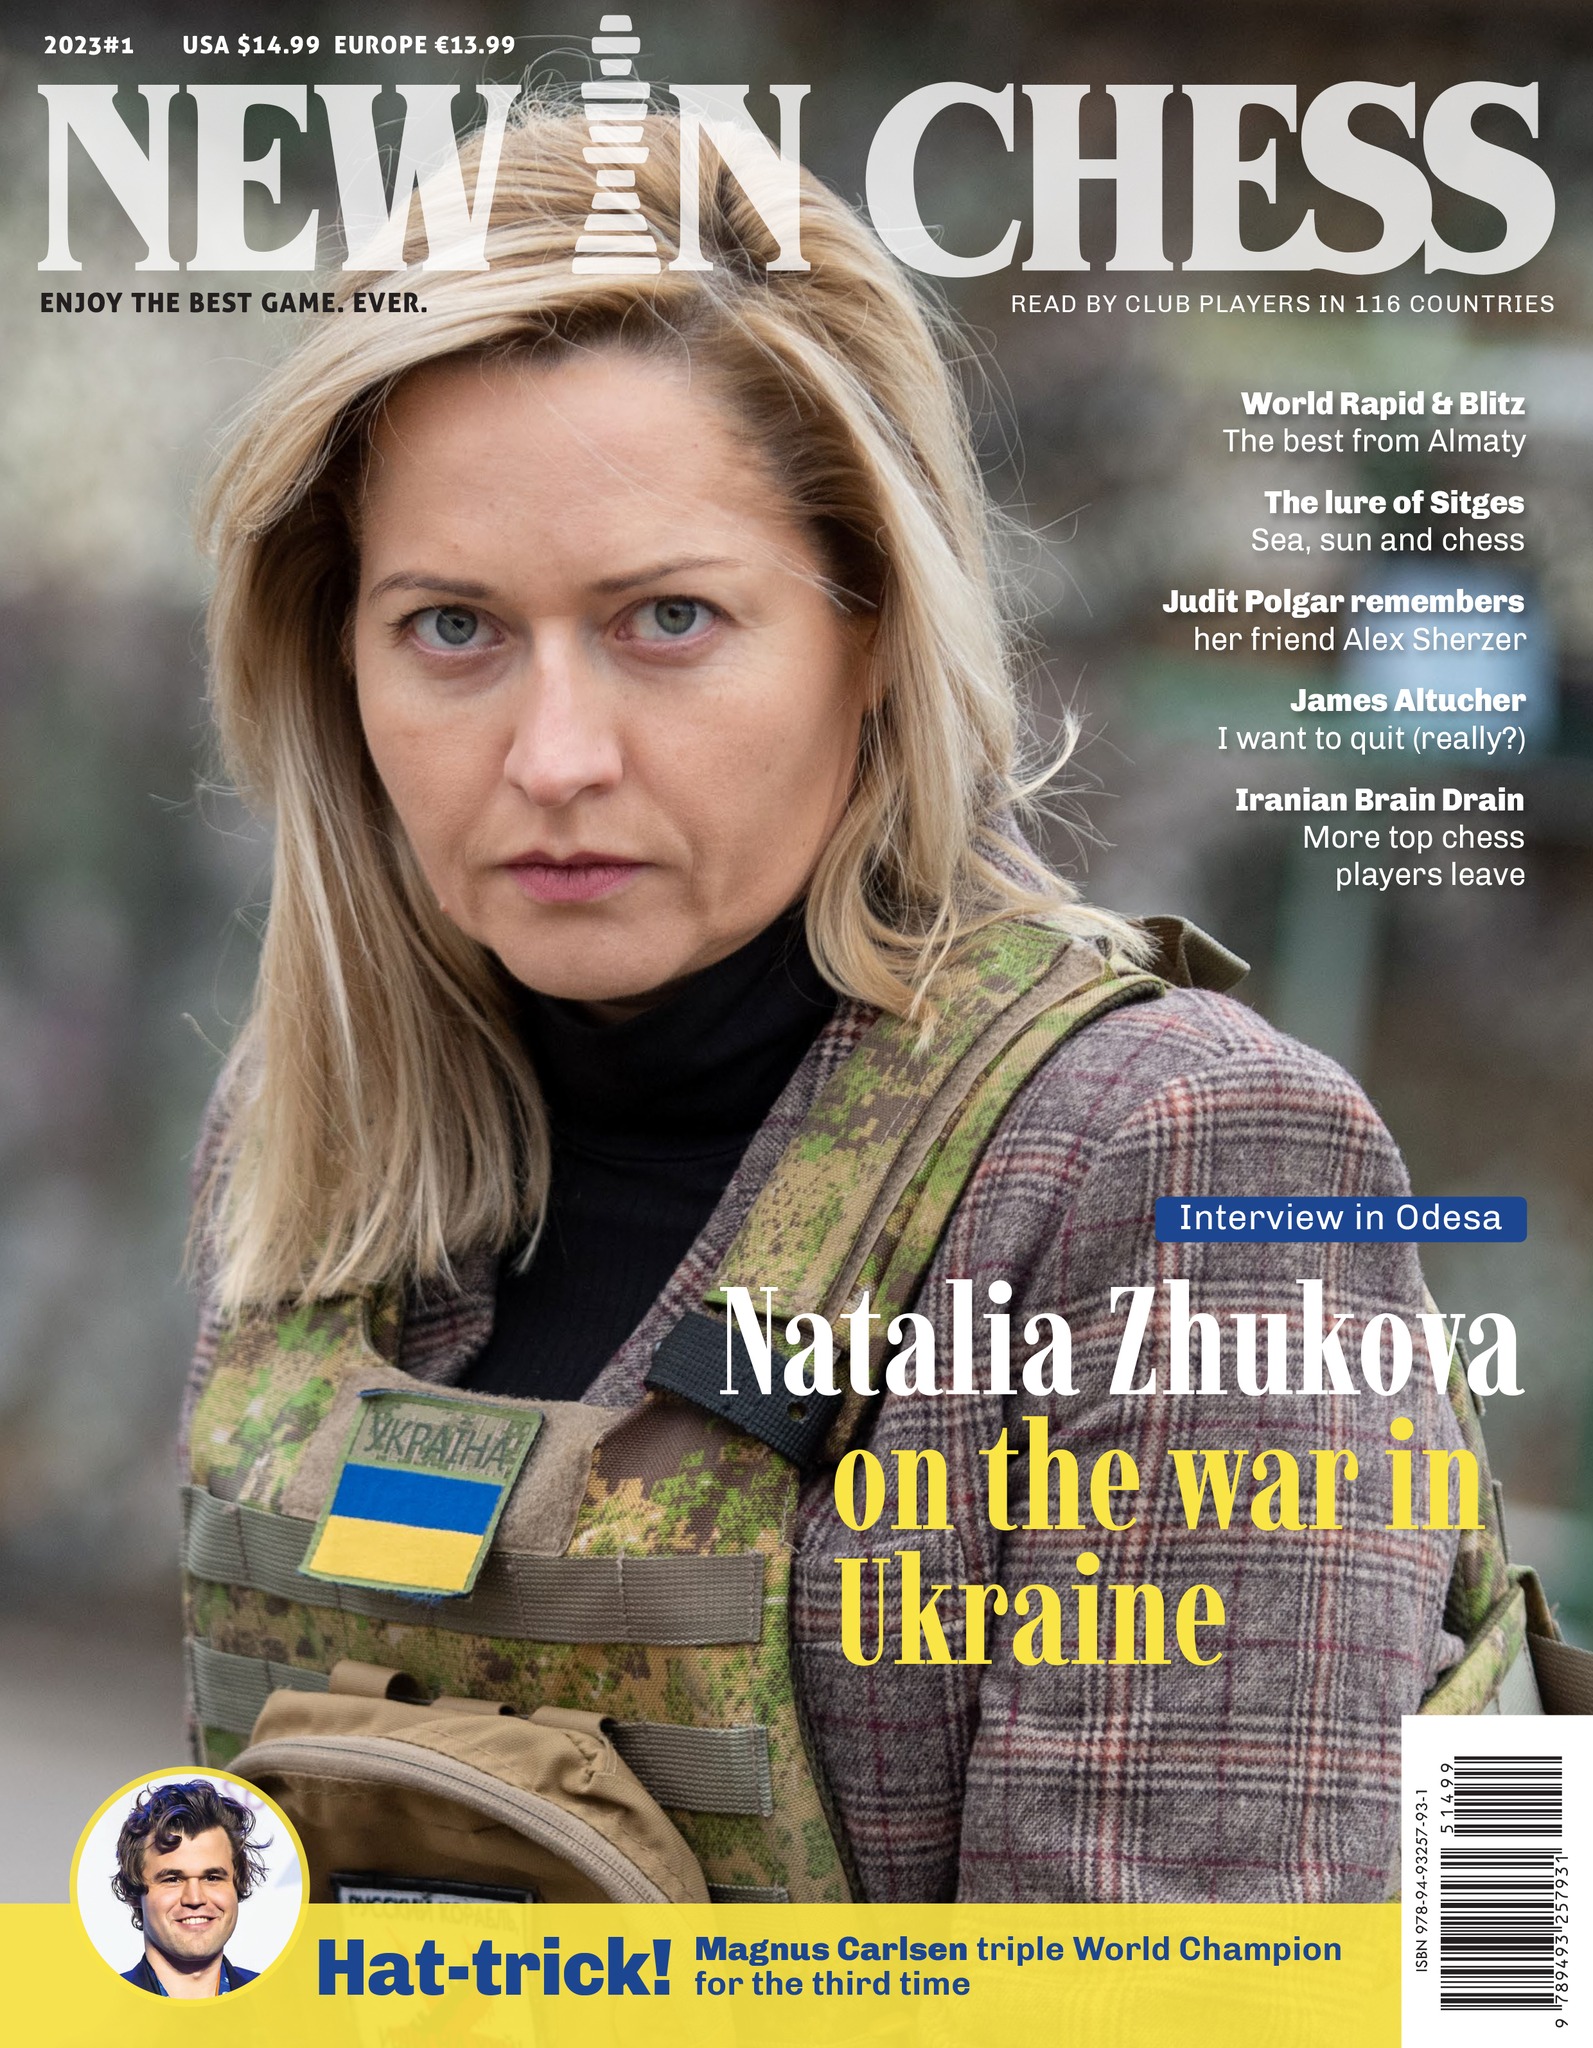 2023#1 USA $14.99 EUROPE €13.99
NEW IN CHESS
ENJOY THE BEST GAME. EVER.
READ BY CLUB PLAYERS IN 116 COUNTRIES
World Rapid & Blitz
The best from Almaty
The lure of Sitges
Sea, sun and chess
Judit Polgar remembers
her friend Alex Sherzer
James Altucher
I want to quit (really?)
Iranian Brain Drain
More top chess
players leave
Interview in Odesa
Natalia Zhukova
on the war in
Ukraine
УКРАЇНА
РУССКИЙ КОРАБЛЬ
Hat-trick!
Magnus Carlsen triple World Champion
for the third time
ISBN 978-94-93257-93-1
51499
9 789493 257931